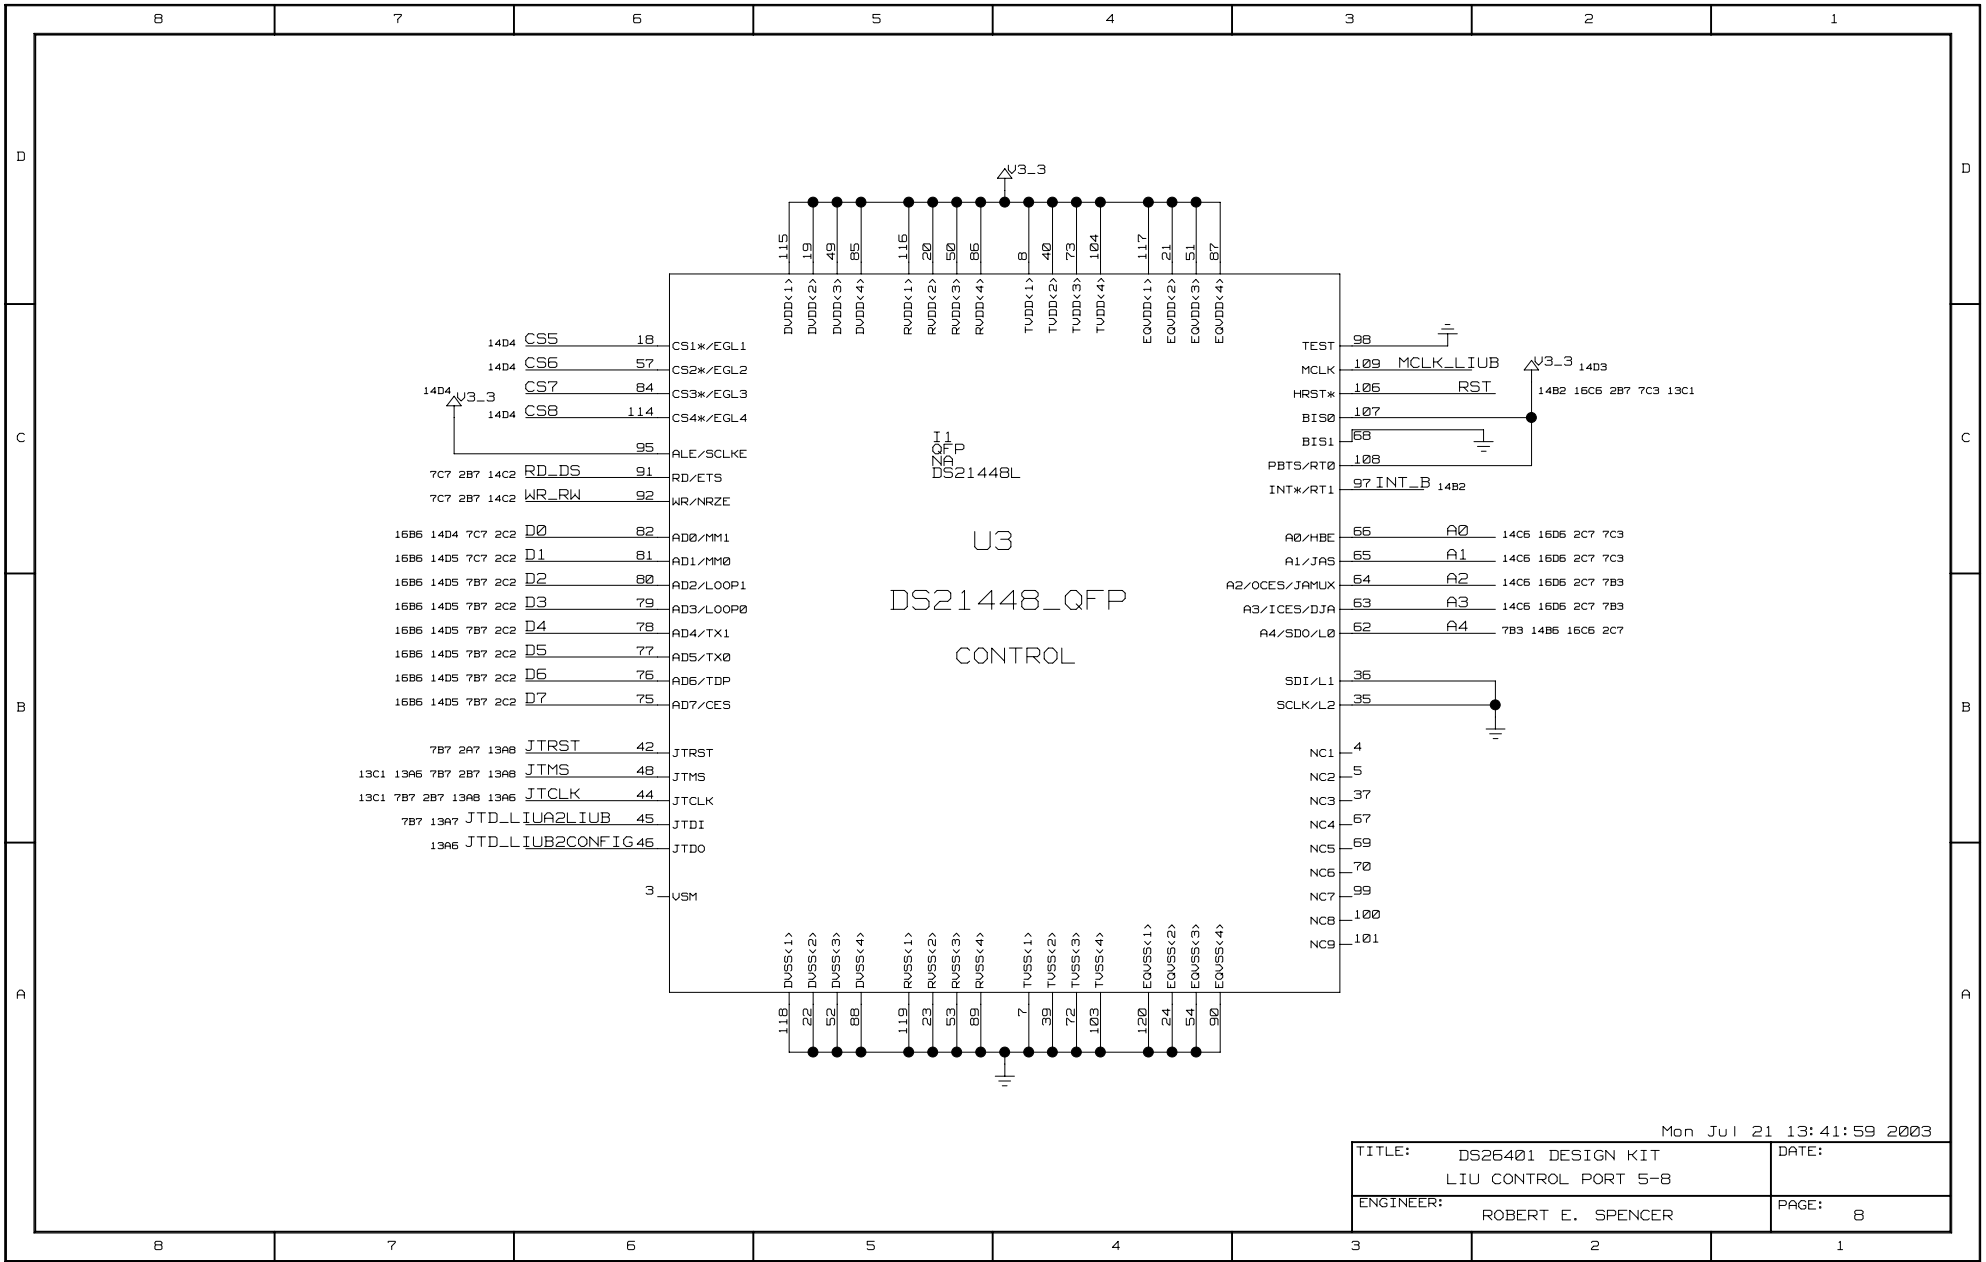 8 7 6 5 4 3 2 1
D D
V3_3
115 19 49 85 116 20 50 86 8 40 73 104 117 21 51 87
DVDD<1> DVDD<2> DVDD<3> DVDD<4> RVDD<1> RVDD<2> RVDD<3> RVDD<4> TVDD<1> TVDD<2> TVDD<3> TVDD<4> EQVDD<1> EQVDD<2> EQVDD<3> EQVDD<4>
14D4 CS5 18 CS1*/EGL1
14D4 CS6 57 CS2*/EGL2
14D4 CS7 84 CS3*/EGL3
V3_3
14D4 CS8 114 CS4*/EGL4
95 ALE/SCLKE
7C7 2B7 14C2 RD_DS 91 RD/ETS
7C7 2B7 14C2 WR_RW 92 WR/NRZE
16B6 14D4 7C7 2C2 D0 82 AD0/MM1
16B6 14D5 7C7 2C2 D1 81 AD1/MM0
16B6 14D5 7B7 2C2 D2 80 AD2/LOOP1
16B6 14D5 7B7 2C2 D3 79 AD3/LOOP0
16B6 14D5 7B7 2C2 D4 78 AD4/TX1
16B6 14D5 7B7 2C2 D5 77 AD5/TX0
16B6 14D5 7B7 2C2 D6 76 AD6/TDP
16B6 14D5 7B7 2C2 D7 75 AD7/CES
7B7 2A7 13A8 JTRST 42 JTRST
13C1 13A6 7B7 2B7 13A8 JTMS 48 JTMS
13C1 7B7 2B7 13A8 13A6 JTCLK 44 JTCLK
7B7 13A7 JTD_LIUA2LIUB 45 JTDI
13A6 JTD_LIUB2CONFIG 46 JTDO
3 VSM
I1
QFP
NA
DS21448L
U3
DS21448_QFP
CONTROL
TEST 98
MCLK 109 MCLK_LIUB V3_3 14D3
HRST* 106 RST 14B2 16C6 2B7 7C3 13C1
BIS0 107
BIS1 68
PBTS/RT0 108
INT*/RT1 97 INT_B 14B2
A0/HBE 66 A0 14C6 16D6 2C7 7C3
A1/JAS 65 A1 14C6 16D6 2C7 7C3
A2/OCES/JAMUX 64 A2 14C6 16D6 2C7 7B3
A3/ICES/DJA 63 A3 14C6 16D6 2C7 7B3
A4/SDO/L0 62 A4 7B3 14B6 16C6 2C7
SDI/L1 36
SCLK/L2 35
NC1 4
NC2 5
NC3 37
NC4 67
NC5 69
NC6 70
NC7 99
NC8 100
NC9 101
C C
B B
A A
DVSS<1> DVSS<2> DVSS<3> DVSS<4> RVSS<1> RVSS<2> RVSS<3> RVSS<4> TVSS<1> TVSS<2> TVSS<3> TVSS<4> EQVSS<1> EQVSS<2> EQVSS<3> EQVSS<4>
118 22 52 88 119 23 53 89 7 39 72 103 120 24 54 90
Mon Jul 21 13:41:59 2003
TITLE: DS26401 DESIGN KIT
LIU CONTROL PORT 5-8
DATE:
ENGINEER: ROBERT E. SPENCER
PAGE: 8
8 7 6 5 4 3 2 1